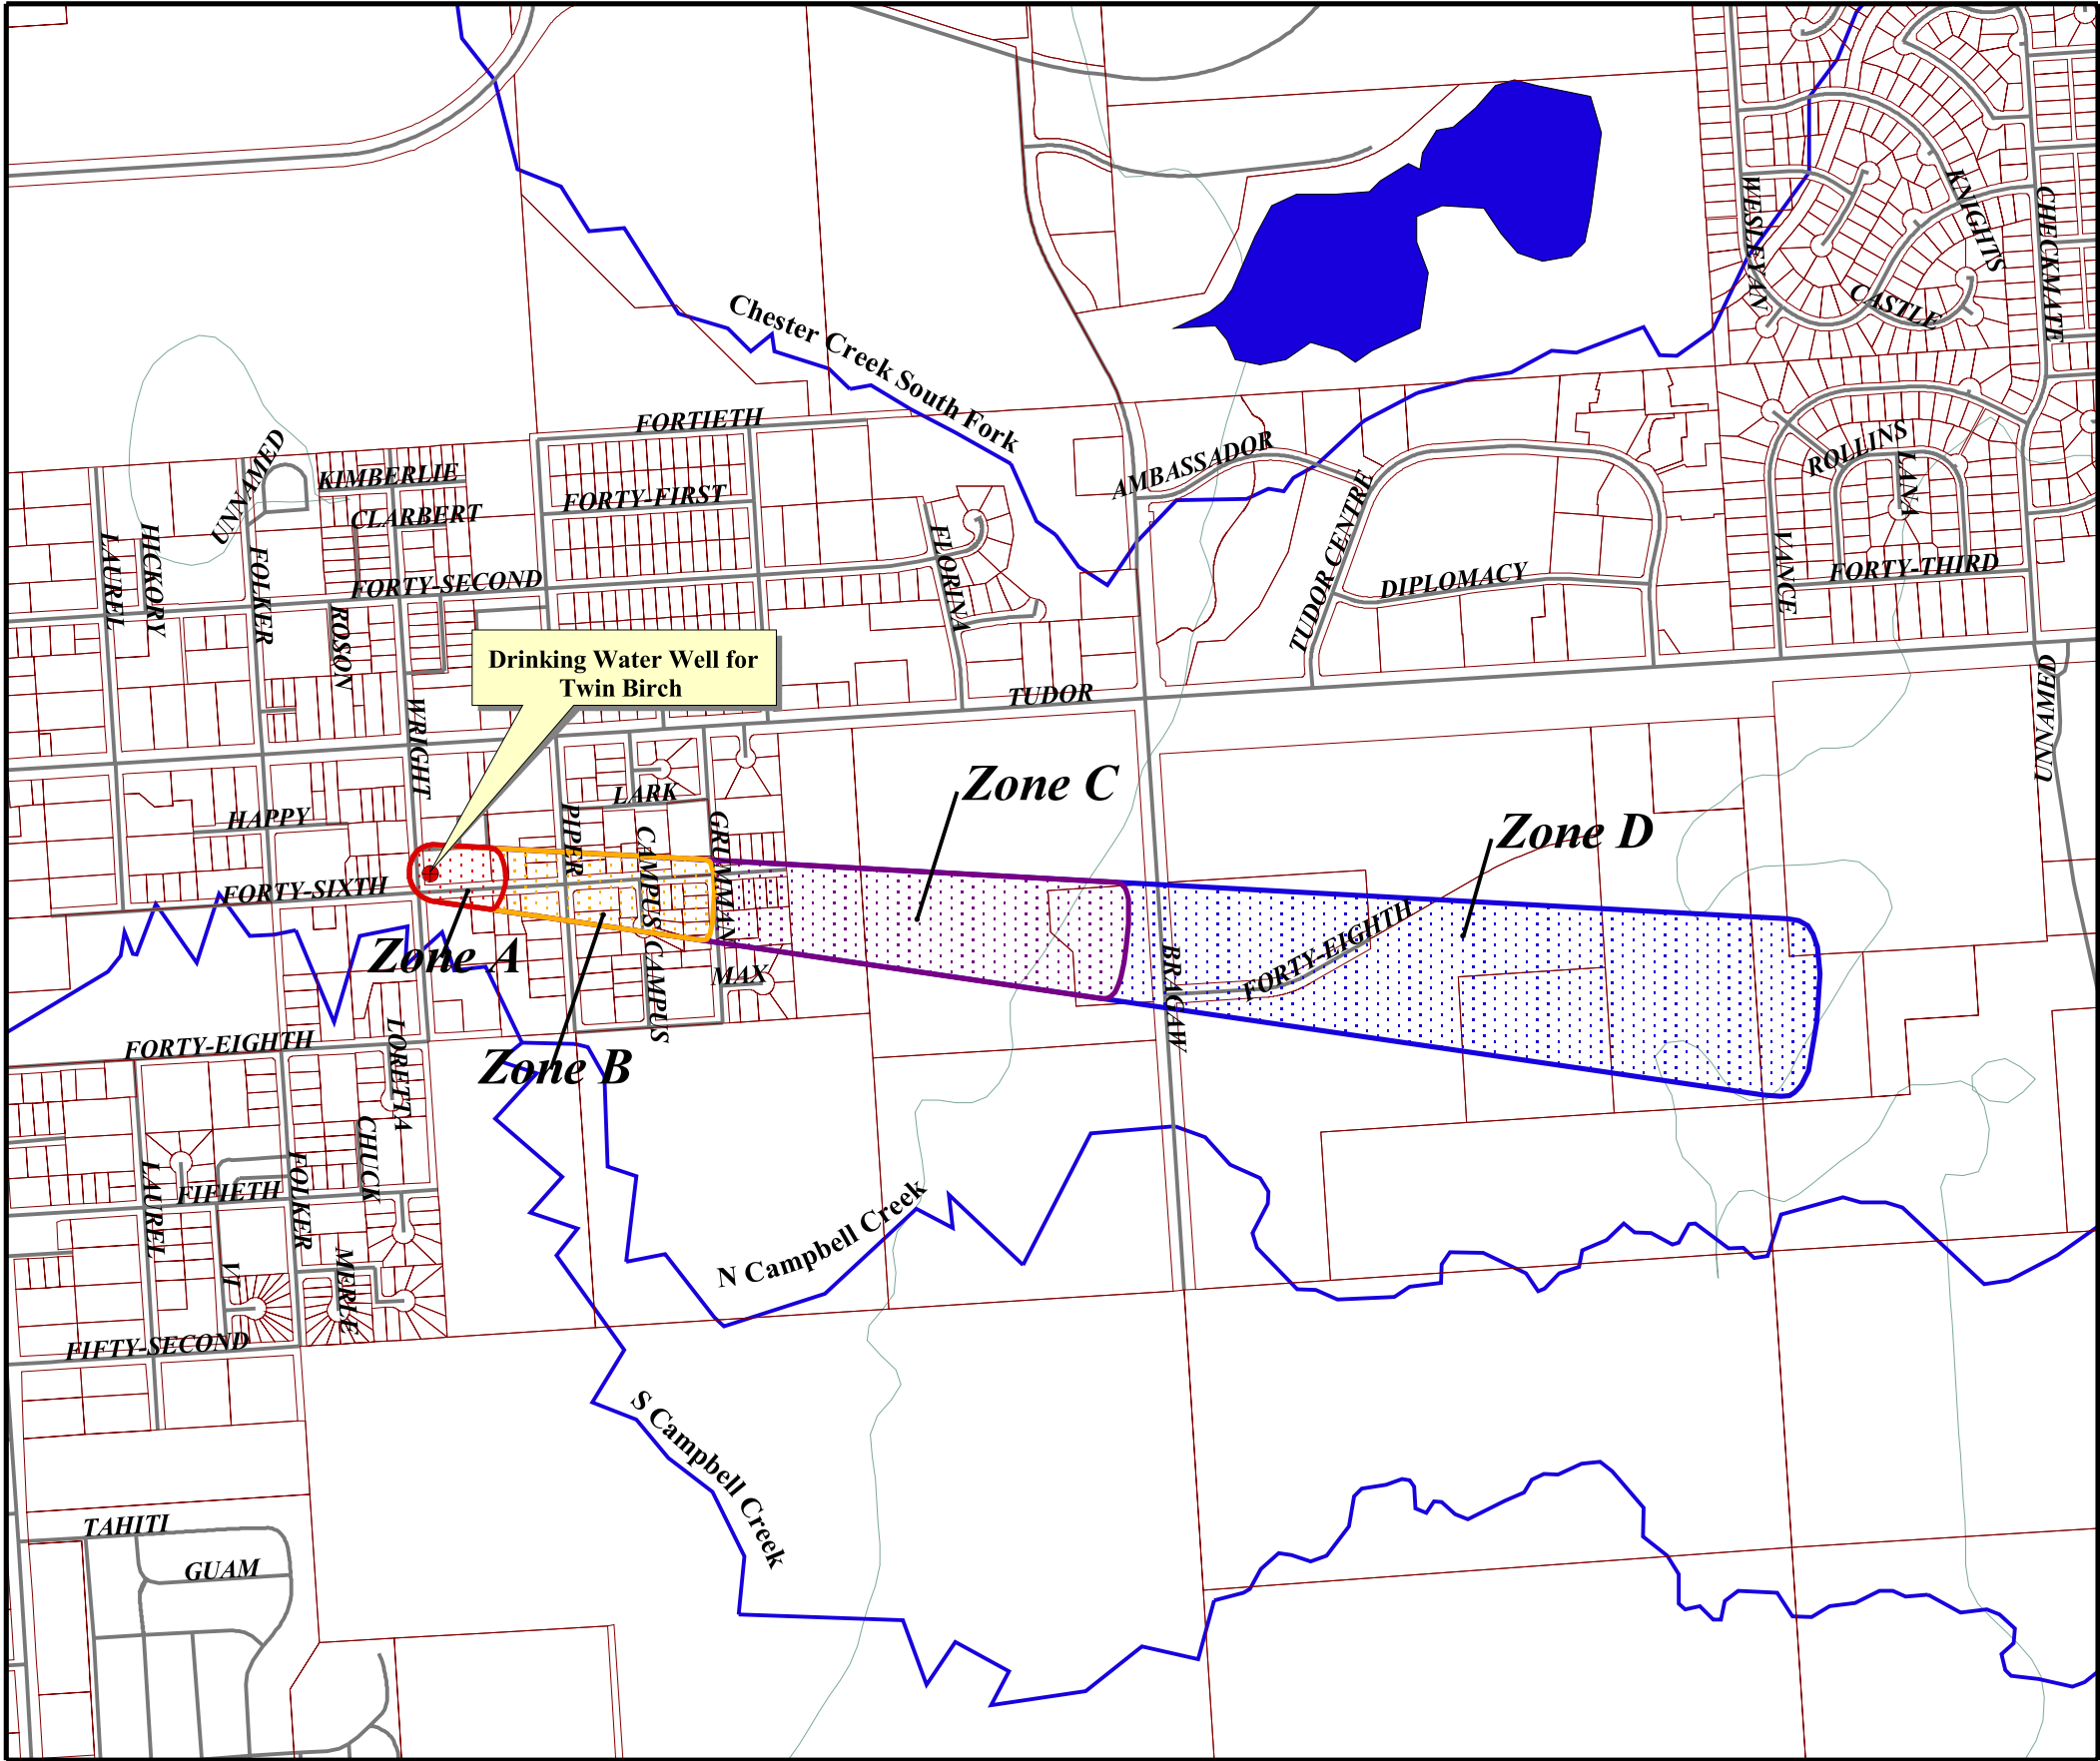 KNIGHTS
WESLEYAN
CHECKMATE
CASTLE
Chester Creek South Fork
FORTIETH
UNNAMED
KIMBERLIE
AMBASSADOR
ROLLINS
LANA
FORTY-FIRST
CLARBERT
TUDOR CENTRE
LAUREL
HICKORY
FOLKER
FLORINA
FORTY-SECOND
DIPLOMACY
VANCE
FORTY-THIRD
ROSON
Drinking Water Well for
Twin Birch
TUDOR
UNNAMED
WRIGHT
LARK
Zone C
HAPPY
PIPER
CAMPUS
GRUMMAN
Zone D
FORTY-SIXTH
Zone A
CAMPUS
MAX
BRAGAW
FORTY-EIGHTH
FORTY-EIGHTH
LORETTA
Zone B
CHUCK
LAUREL
FIFIETH
FOLKER
N Campbell Creek
VI
MERLE
FIFTY-SECOND
S Campbell Creek
TAHITI
GUAM